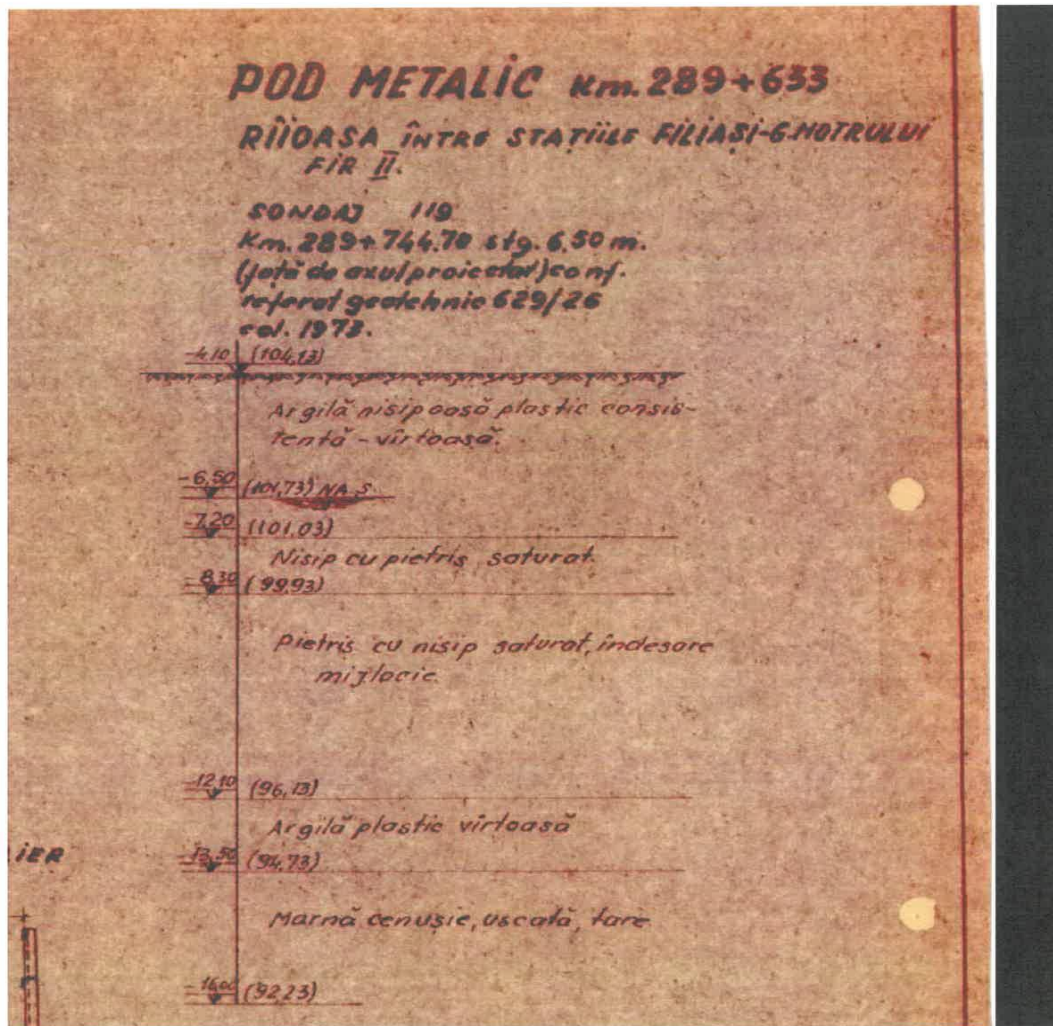 POD METALIC Km. 289+633
RÎIOASA ÎNTRE STAȚIILE FILIAȘI-G.MOTRULUI
FIR II.
SONDAJ 119
Km. 289+744.70 stg. 6.50 m.
(față de axul proiectat) conf.
referat geotehnic 629/26
col. 1973.
-4,10 (104,13)
Argilă nisipoasă plastic consis-
tentă - vîrtoasă.
-6,50 (101,73) NA.S.
-7,20 (101,03)
Nisip cu pietriș saturat.
-8,30 (99,93)
Pietriș cu nisip saturat, îndesare
mijlocie.
-12,10 (96,13)
Argilă plastic vîrtoasă
IER
-13,50 (94,73)
Marnă cenușie, uscată, tare
-16,00 (92,23)